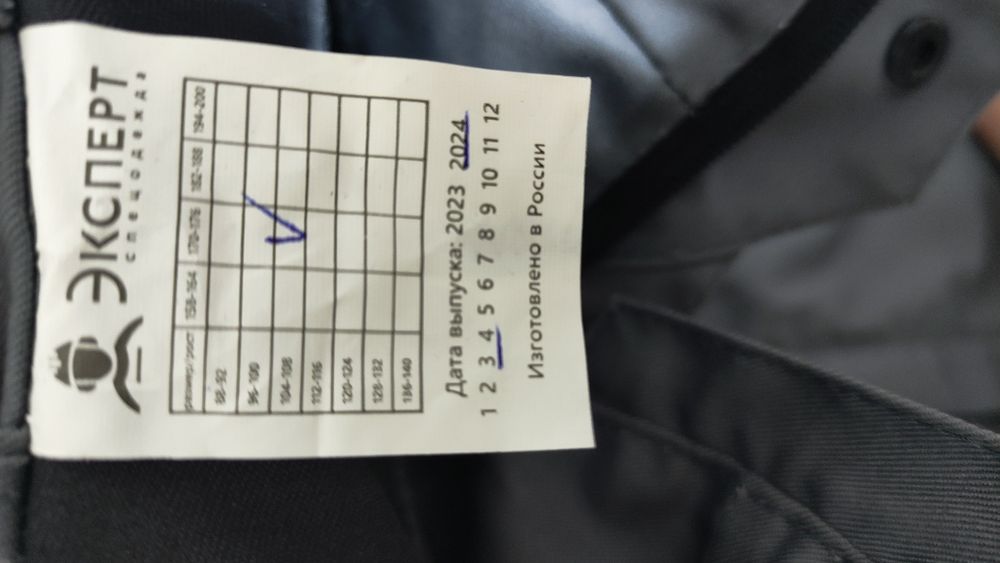 ЭКСПЕРТ
спецодежда
размер/рост 158-164 170-176 182-188 194-200
88-92
96-100
104-108
112-116
120-124
128-132
136-140
Дата выпуска: 2023 2024
1 2 3 4 5 6 7 8 9 10 11 12
Изготовлено в России